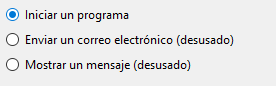 Iniciar un programa
Enviar un correo electrónico (desusado)
Mostrar un mensaje (desusado)